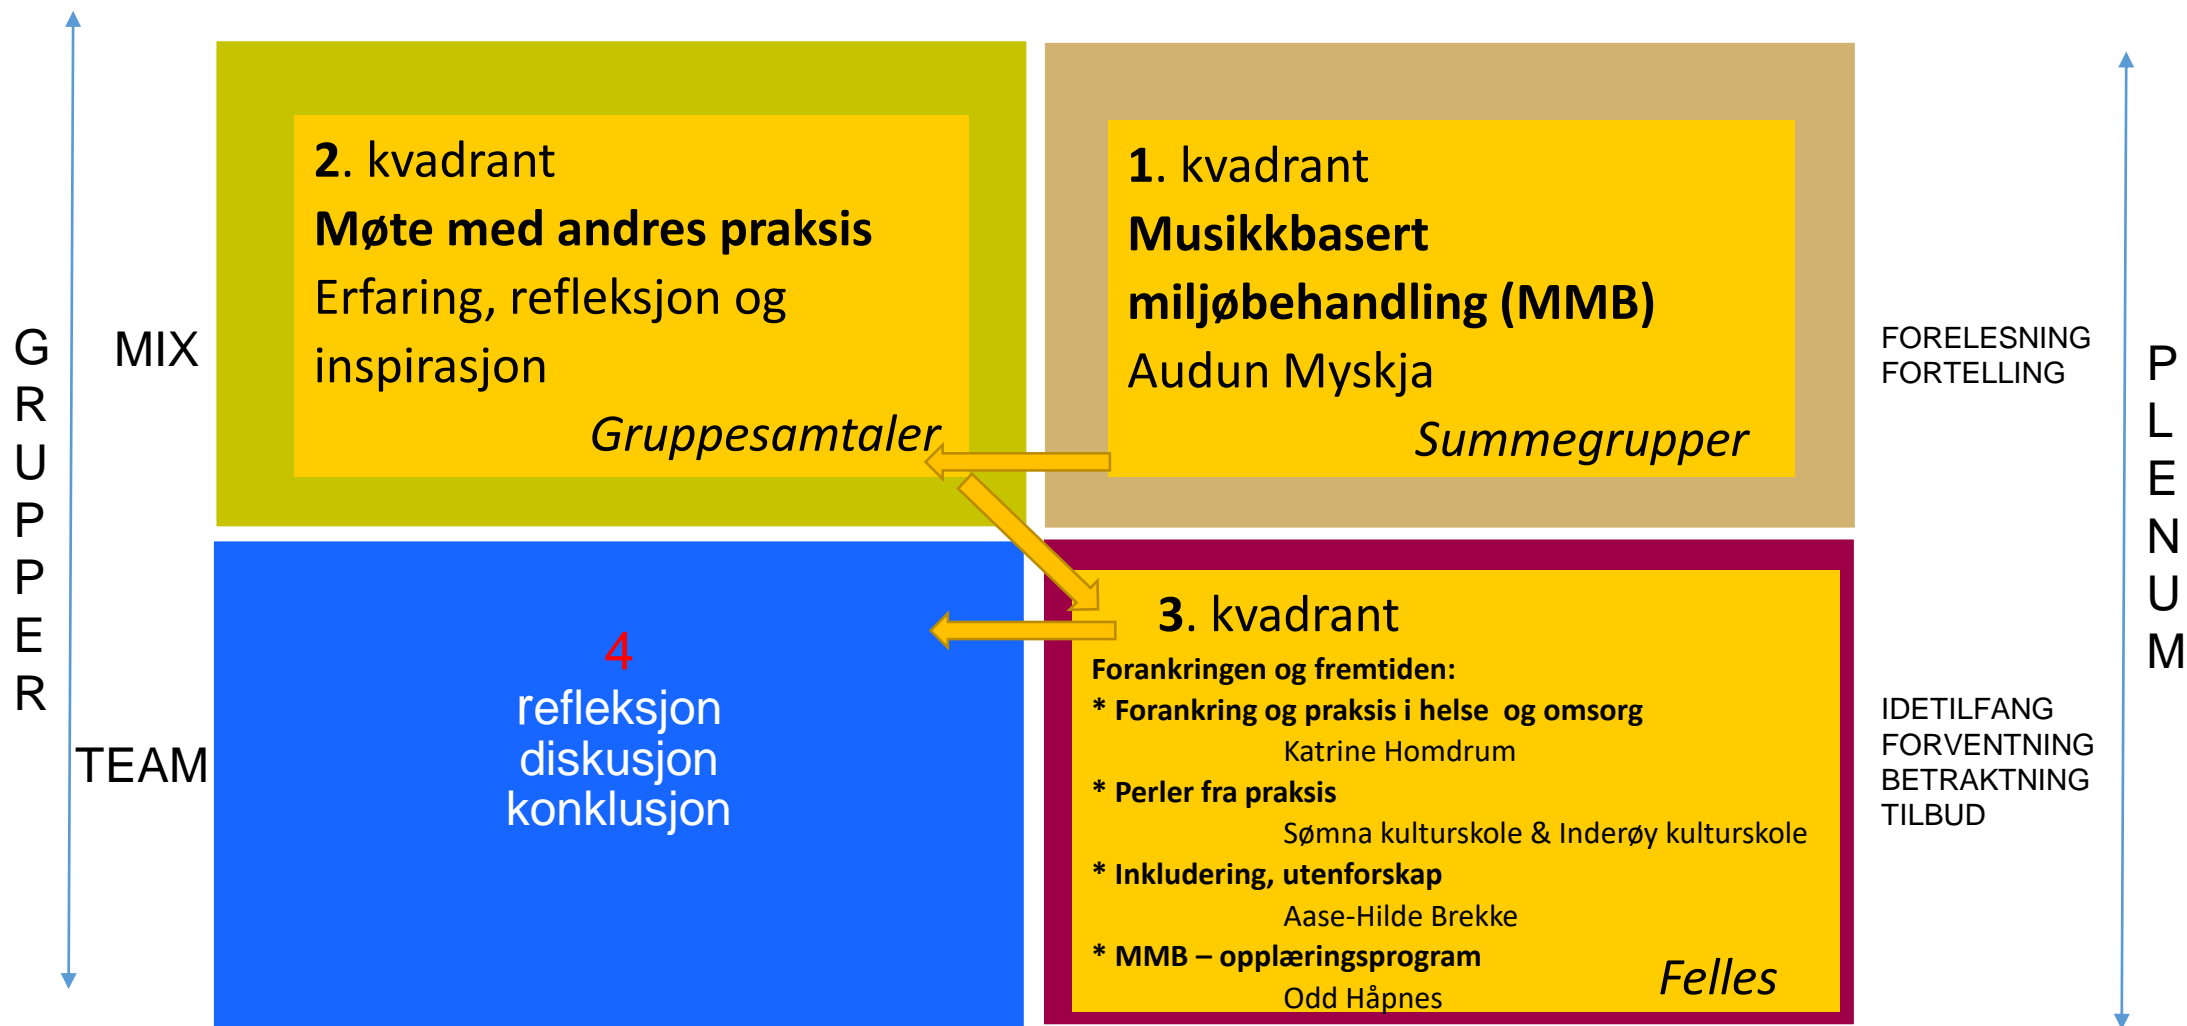 GRUPPER
MIX
TEAM
2. kvadrant
Møte med andres praksis
Erfaring, refleksjon og
inspirasjon
Gruppesamtaler
1. kvadrant
Musikkbasert
miljøbehandling (MMB)
Audun Myskja
Summegrupper
FORELESNING
FORTELLING
PLENUM
4
refleksjon
diskusjon
konklusjon
3. kvadrant
Forankringen og fremtiden:
* Forankring og praksis i helse og omsorg
Katrine Homdrum
* Perler fra praksis
Sømna kulturskole & Inderøy kulturskole
* Inkludering, utenforskap
Aase-Hilde Brekke
* MMB – opplæringsprogram
Odd Håpnes
Felles
IDETILFANG
FORVENTNING
BETRAKTNING
TILBUD